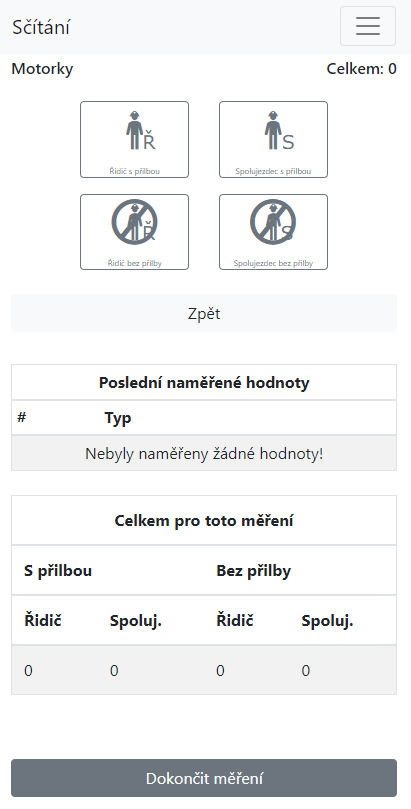 Sčítání
Motorky Celkem: 0
Ř S
Řidič s přilbou Spolujezdec s přilbou
Ř S
Řidič bez přilby Spolujezdec bez přilby
Zpět
Poslední naměřené hodnoty
# Typ
Nebyly naměřeny žádné hodnoty!
Celkem pro toto měření
S přilbou Bez přilby
Řidič Spoluj. Řidič Spoluj.
0 0 0 0
Dokončit měření